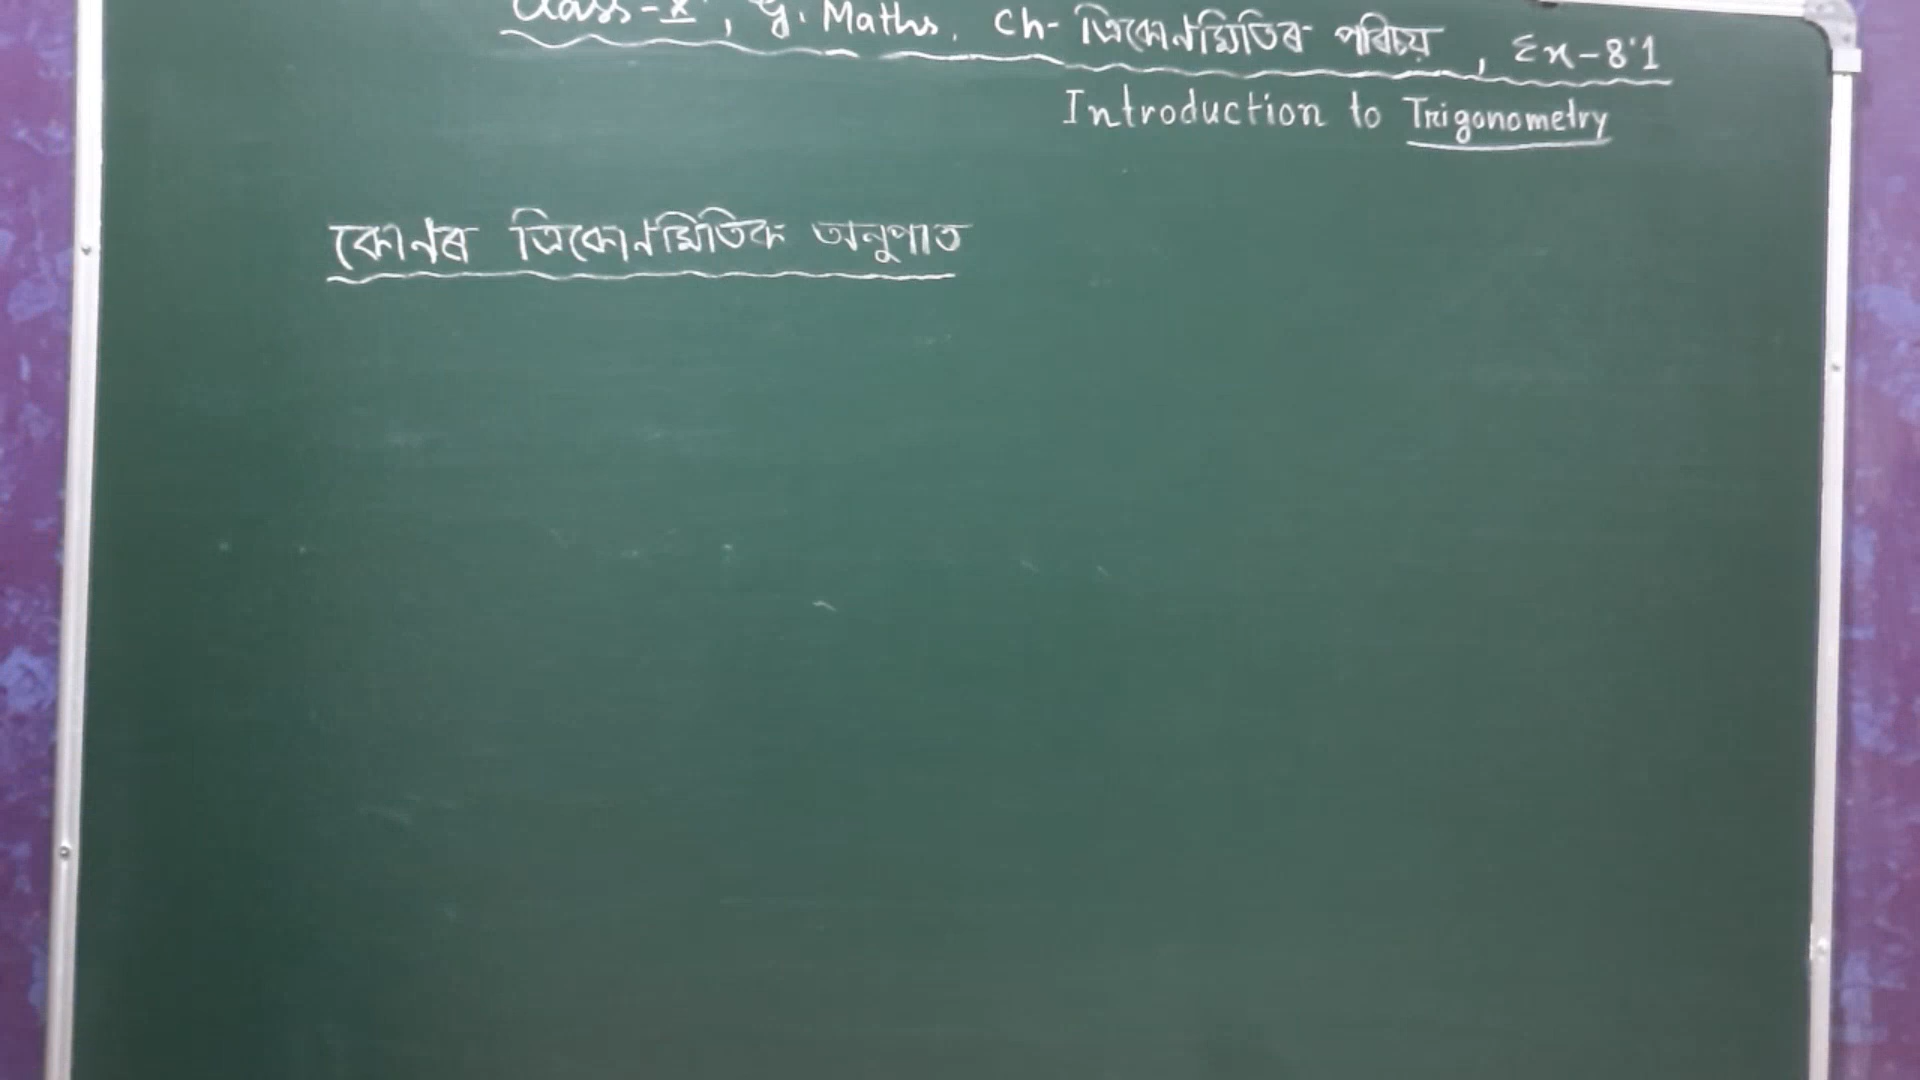 Class-X, G. Maths. Ch- ত্ৰিকোণমিতিৰ পৰিচয়, Ex-8.1
Introduction to Trigonometry
কোণৰ ত্ৰিকোণমিতিক অনুপাত